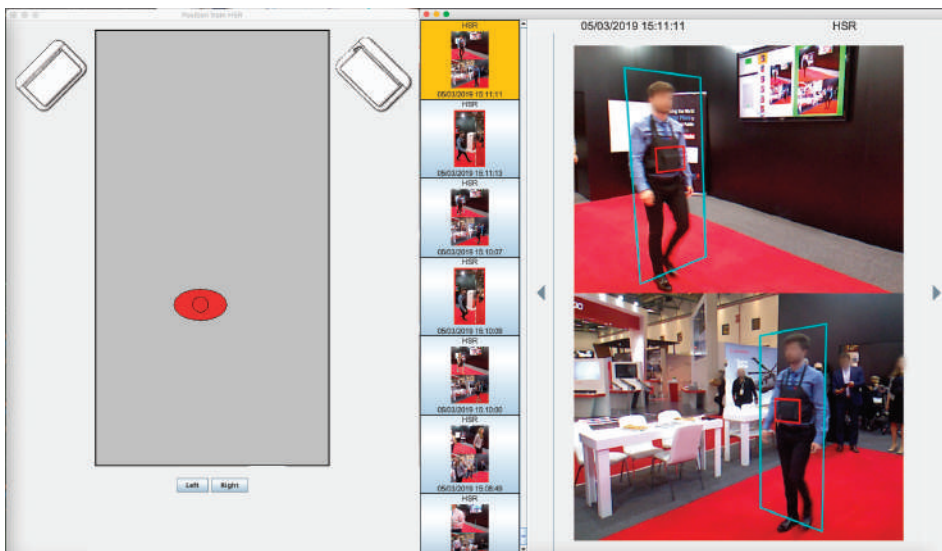 Position from HSR
Left
Right
HSR
05/03/2019 15:11:11
HSR
05/03/2019 15:11:13
HSR
05/03/2019 15:10:07
HSR
05/03/2019 15:10:09
HSR
05/03/2019 15:10:00
HSR
05/03/2019 15:08:48
HSR
05/03/2019 15:11:11
HSR